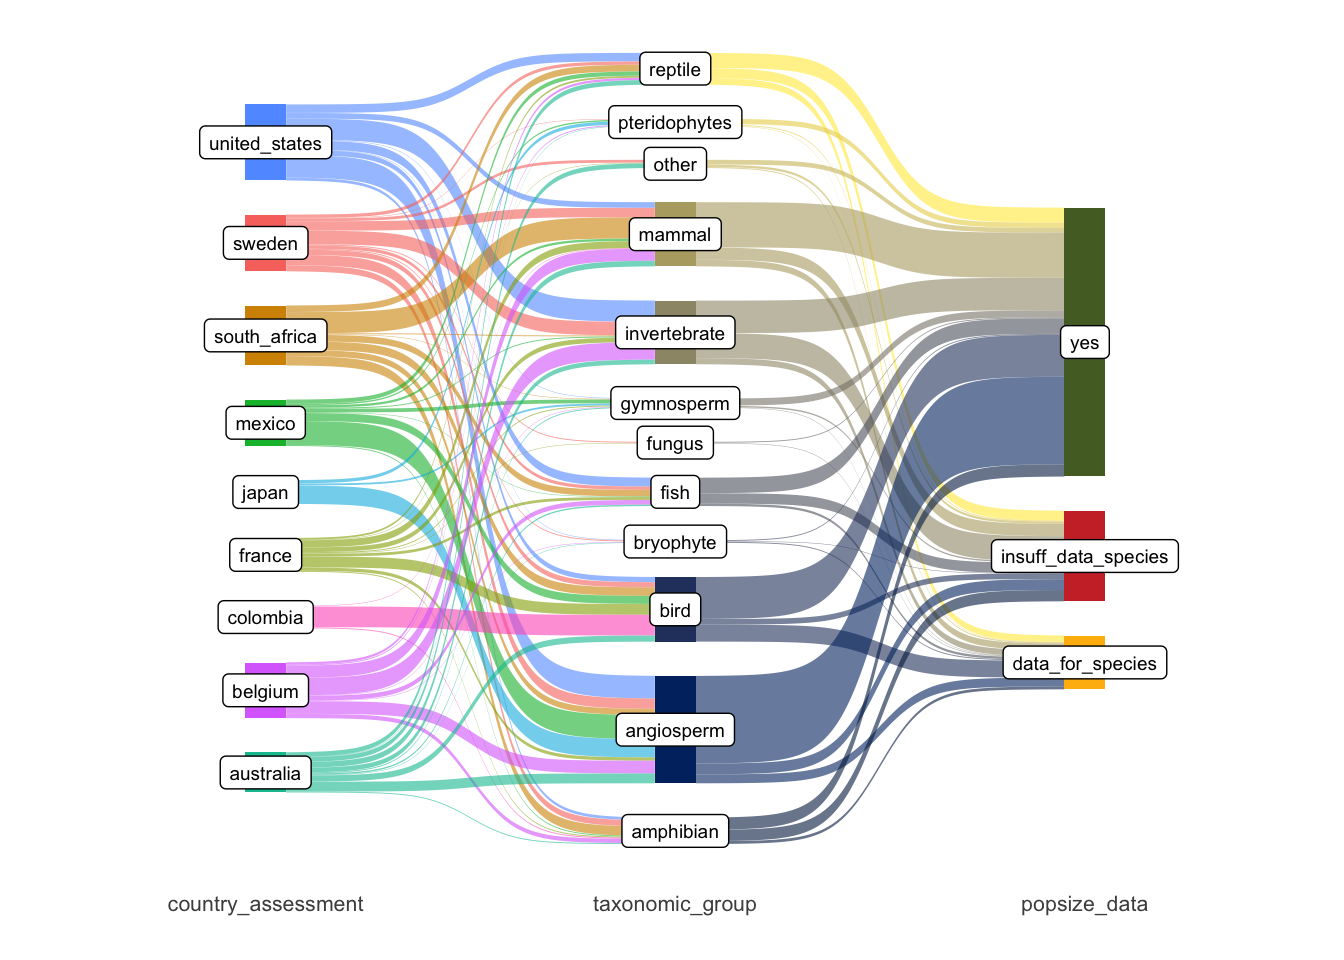 united_states
sweden
south_africa
mexico
japan
france
colombia
belgium
australia
reptile
pteridophytes
other
mammal
invertebrate
gymnosperm
fungus
fish
bryophyte
bird
angiosperm
amphibian
yes
insuff_data_species
data_for_species
country_assessment
taxonomic_group
popsize_data